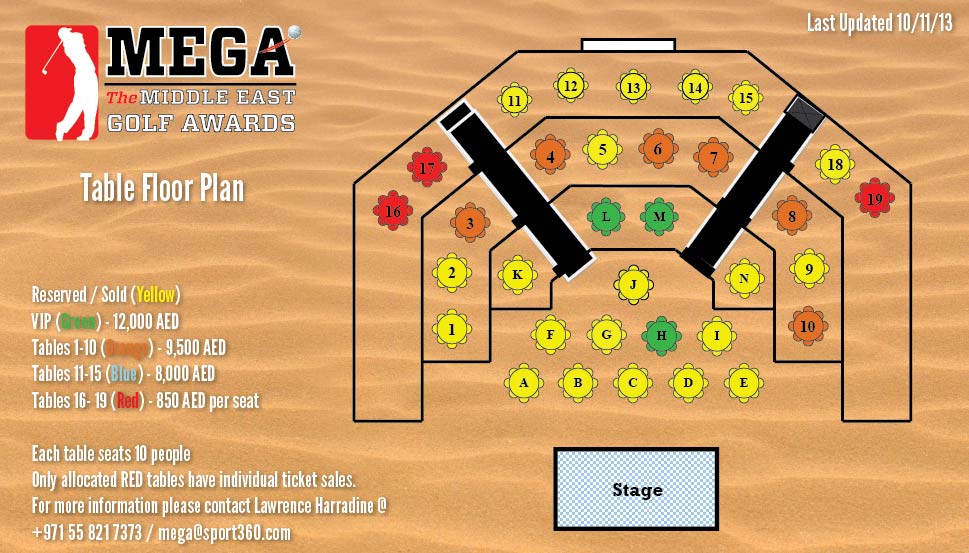 Last Updated 10/11/13
MEGA
The MIDDLE EAST
GOLF AWARDS
Table Floor Plan
11 12 13 14 15
4 5 6 7
17 18
16 19
3 L M 8
2 K J N 9
1 F G H I 10
A B C D E
Reserved / Sold (Yellow)
VIP (Green) - 12,000 AED
Tables 1-10 (Orange) - 9,500 AED
Tables 11-15 (Blue) - 8,000 AED
Tables 16- 19 (Red) - 850 AED per seat
Each table seats 10 people
Only allocated RED tables have individual ticket sales.
For more information please contact Lawrence Harradine @
+971 55 821 7373 / mega@sport360.com
Stage